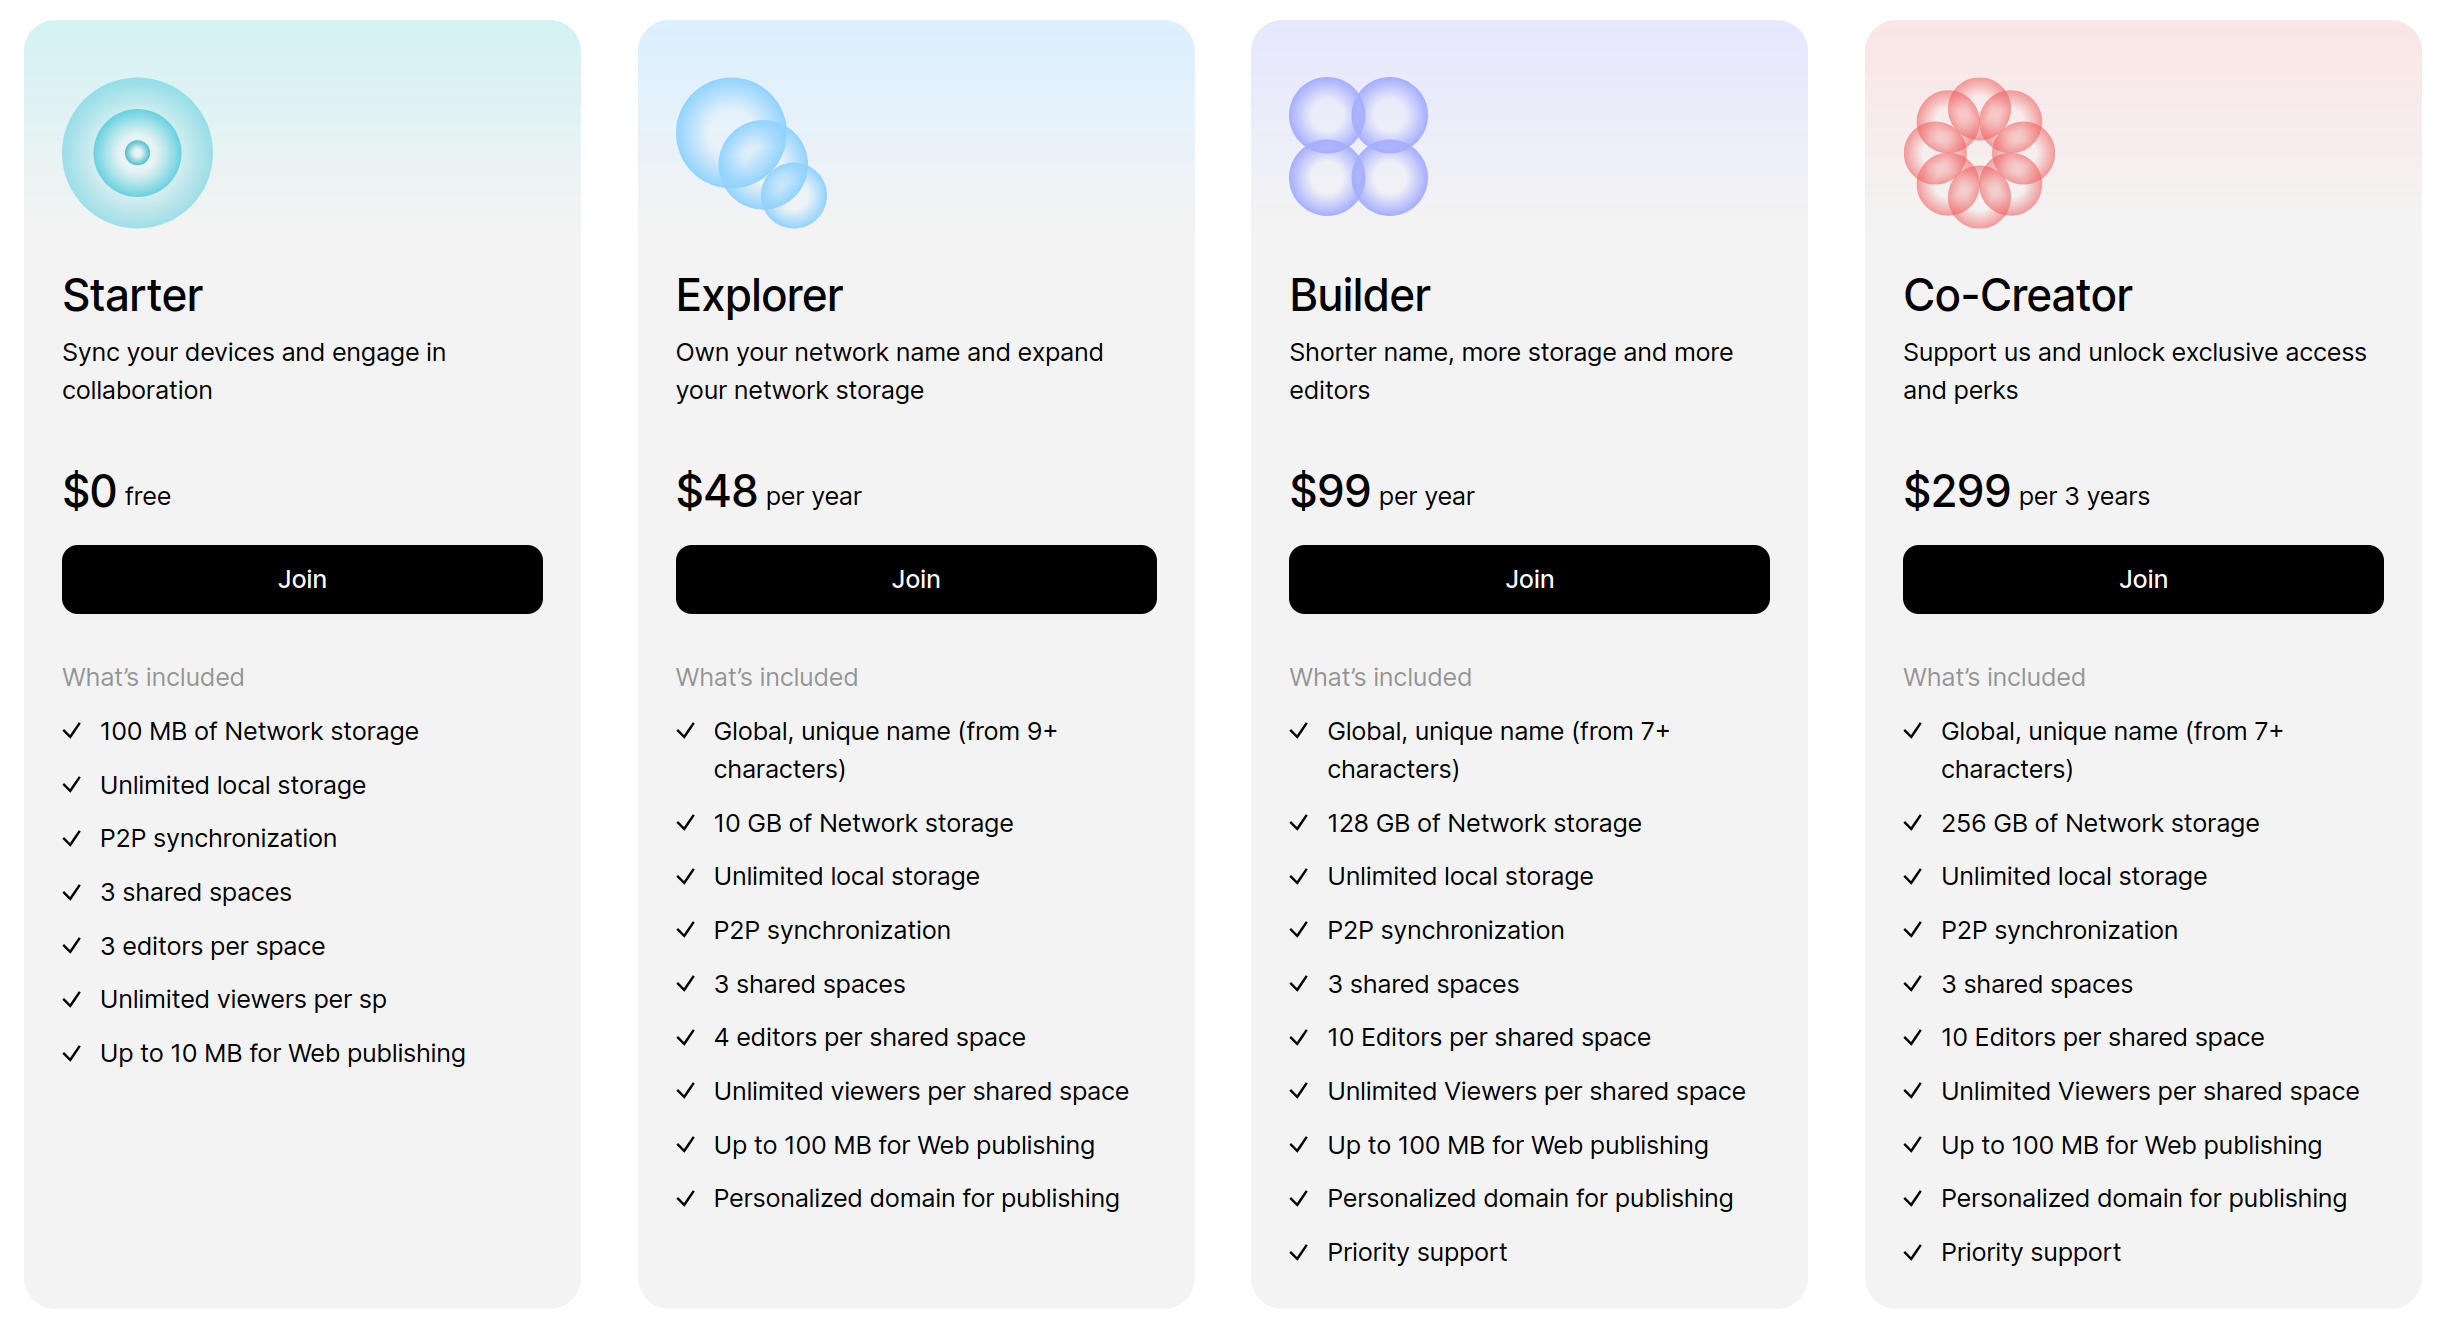 Starter
Sync your devices and engage in
collaboration
$0 free
Join
What’s included
100 MB of Network storage
Unlimited local storage
P2P synchronization
3 shared spaces
3 editors per space
Unlimited viewers per sp
Up to 10 MB for Web publishing
Explorer
Own your network name and expand
your network storage
$48 per year
Join
What’s included
Global, unique name (from 9+
characters)
10 GB of Network storage
Unlimited local storage
P2P synchronization
3 shared spaces
4 editors per shared space
Unlimited viewers per shared space
Up to 100 MB for Web publishing
Personalized domain for publishing
Builder
Shorter name, more storage and more
editors
$99 per year
Join
What’s included
Global, unique name (from 7+
characters)
128 GB of Network storage
Unlimited local storage
P2P synchronization
3 shared spaces
10 Editors per shared space
Unlimited Viewers per shared space
Up to 100 MB for Web publishing
Personalized domain for publishing
Priority support
Co-Creator
Support us and unlock exclusive access
and perks
$299 per 3 years
Join
What’s included
Global, unique name (from 7+
characters)
256 GB of Network storage
Unlimited local storage
P2P synchronization
3 shared spaces
10 Editors per shared space
Unlimited Viewers per shared space
Up to 100 MB for Web publishing
Personalized domain for publishing
Priority support